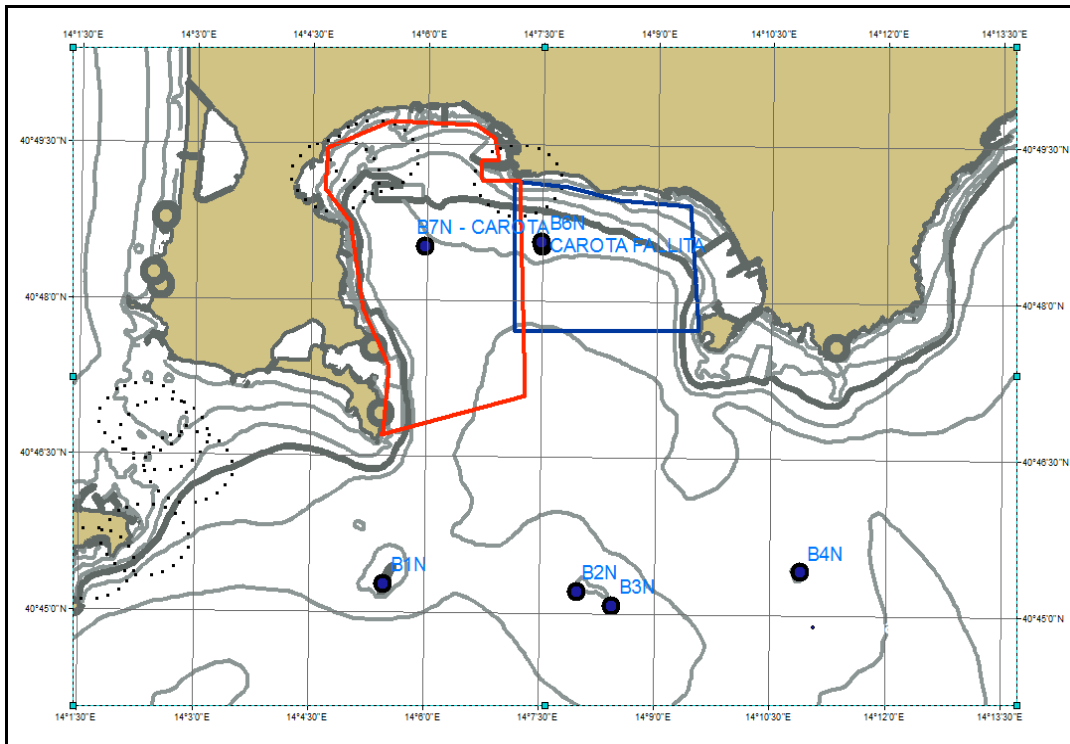 14°1'30"E 14°3'0"E 14°4'30"E 14°6'0"E 14°7'30"E 14°9'0"E 14°10'30"E 14°12'0"E 14°13'30"E
40°49'30"N 40°49'30"N
B7N - CAROTA B6N
CAROTA FALLITA
40°48'0"N 40°48'0"N
40°46'30"N 40°46'30"N
B1N B2N B3N B4N
40°45'0"N 40°45'0"N
14°1'30"E 14°3'0"E 14°4'30"E 14°6'0"E 14°7'30"E 14°9'0"E 14°10'30"E 14°12'0"E 14°13'30"E